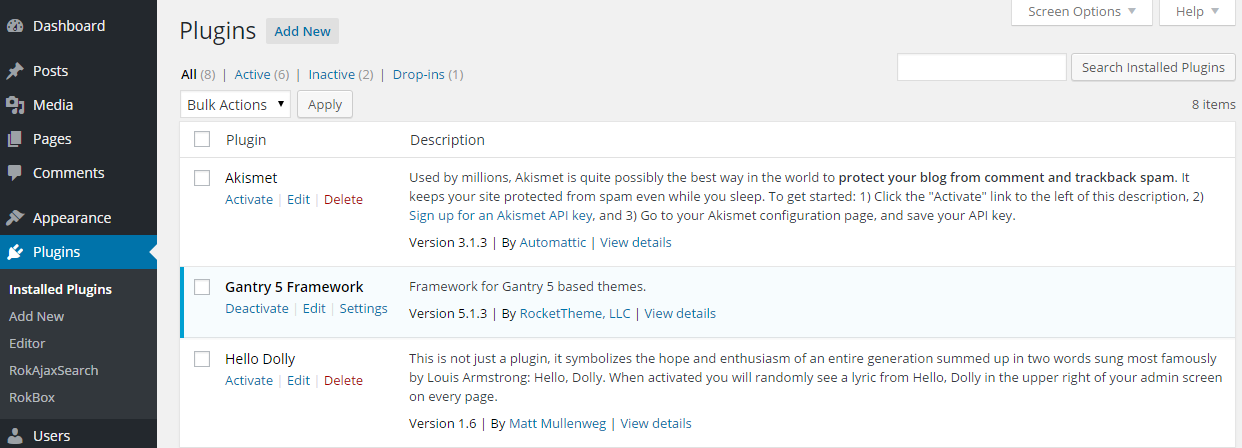 Dashboard
Posts
Media
Pages
Comments
Appearance
Plugins
Installed Plugins
Add New
Editor
RokAjaxSearch
RokBox
Users
Screen Options
Help
Plugins Add New
All (8) | Active (6) | Inactive (2) | Drop-ins (1)
Search Installed Plugins
Bulk Actions Apply
8 items
Plugin Description
Akismet
Activate | Edit | Delete
Used by millions, Akismet is quite possibly the best way in the world to protect your blog from comment and trackback spam. It
keeps your site protected from spam even while you sleep. To get started: 1) Click the "Activate" link to the left of this description, 2)
Sign up for an Akismet API key, and 3) Go to your Akismet configuration page, and save your API key.
Version 3.1.3 | By Automattic | View details
Gantry 5 Framework
Deactivate | Edit | Settings
Framework for Gantry 5 based themes.
Version 5.1.3 | By RocketTheme, LLC | View details
Hello Dolly
Activate | Edit | Delete
This is not just a plugin, it symbolizes the hope and enthusiasm of an entire generation summed up in two words sung most famously
by Louis Armstrong: Hello, Dolly. When activated you will randomly see a lyric from Hello, Dolly in the upper right of your admin screen
on every page.
Version 1.6 | By Matt Mullenweg | View details